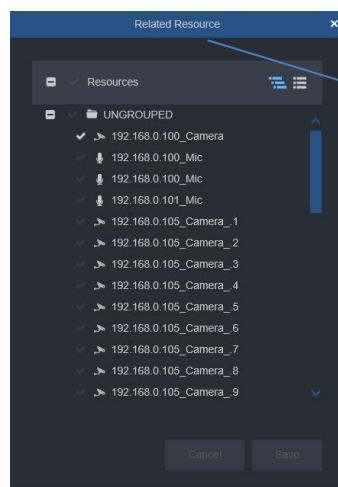 Related Resource
Resources
UNGROUPED
192.168.0.100_Camera
192.168.0.100_Mic
192.168.0.100_Mic
192.168.0.101_Mic
192.168.0.105_Camera_.1
192.168.0.105_Camera_.2
192.168.0.105_Camera_.3
192.168.0.105_Camera_.4
192.168.0.105_Camera_.5
192.168.0.105_Camera_.6
192.168.0.105_Camera_.7
192.168.0.105_Camera_.8
192.168.0.105_Camera_.9
Cancel Save